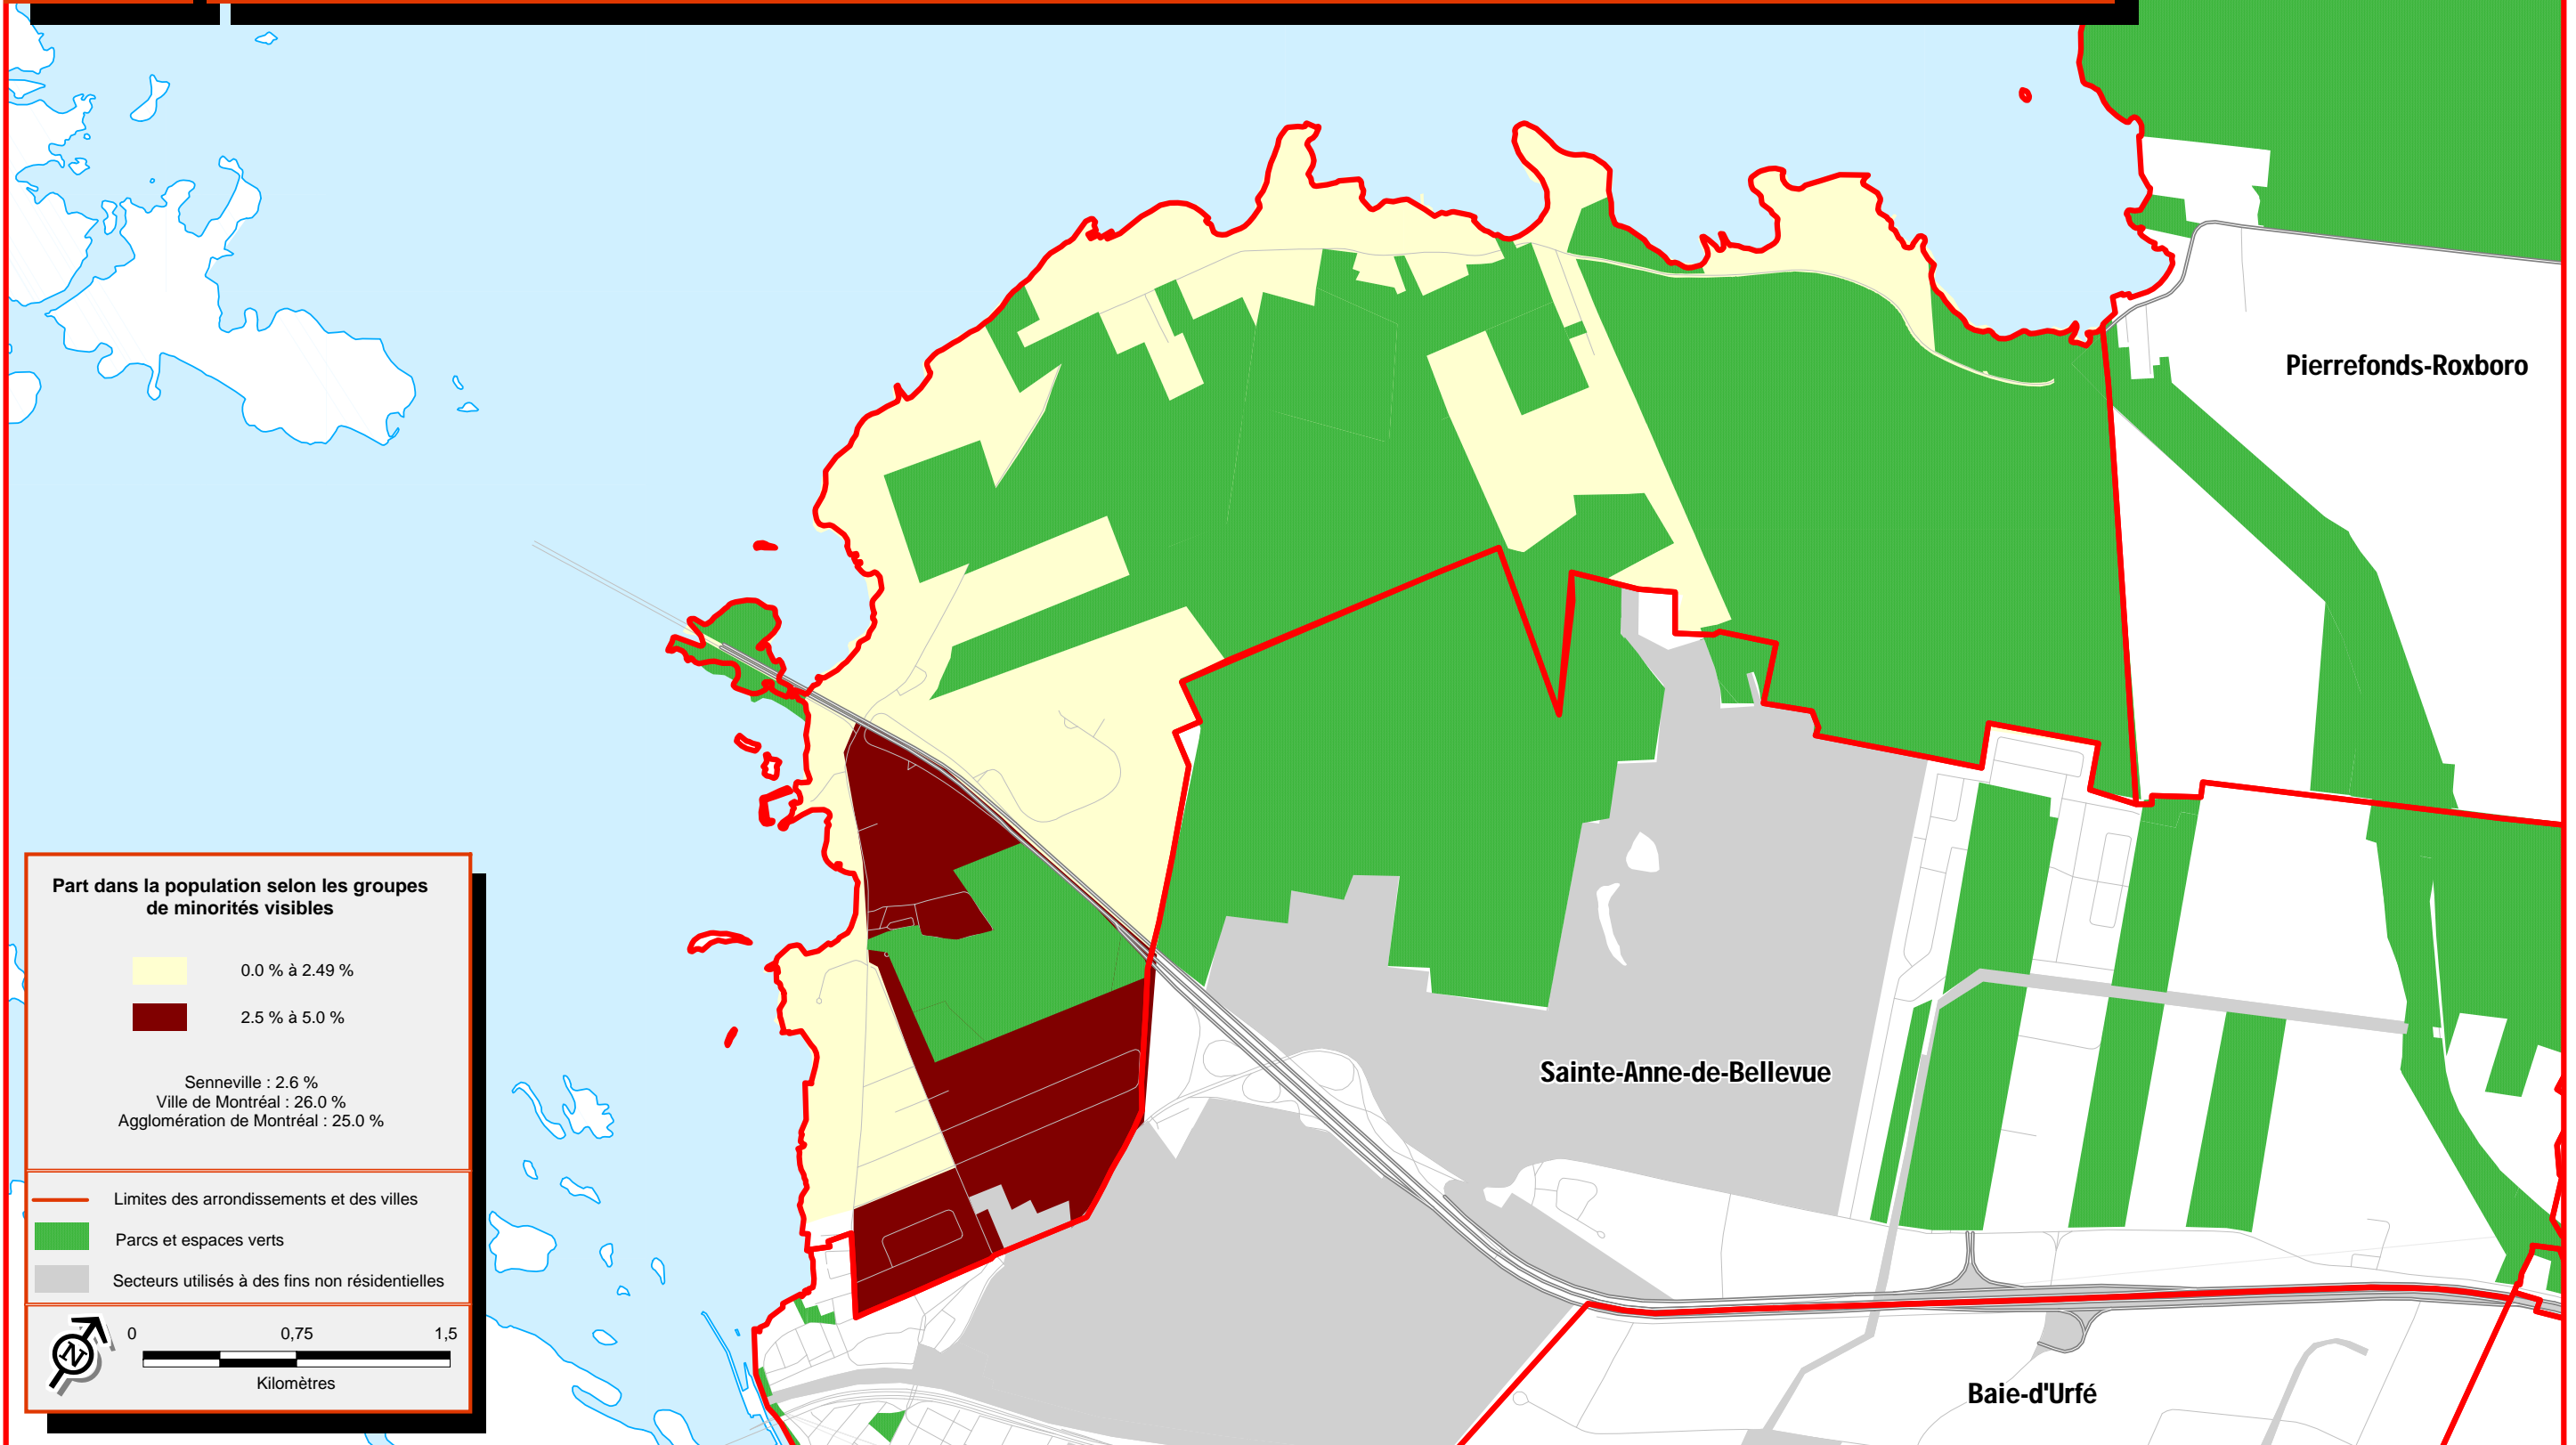 Pierrefonds-Roxboro
Sainte-Anne-de-Bellevue
Baie-d'Urfé
Part dans la population selon les groupes
de minorités visibles
0.0 % à 2.49 %
2.5 % à 5.0 %
Senneville : 2.6 %
Ville de Montréal : 26.0 %
Agglomération de Montréal : 25.0 %
Limites des arrondissements et des villes
Parcs et espaces verts
Secteurs utilisés à des fins non résidentielles
N
0 0,75 1,5
Kilomètres